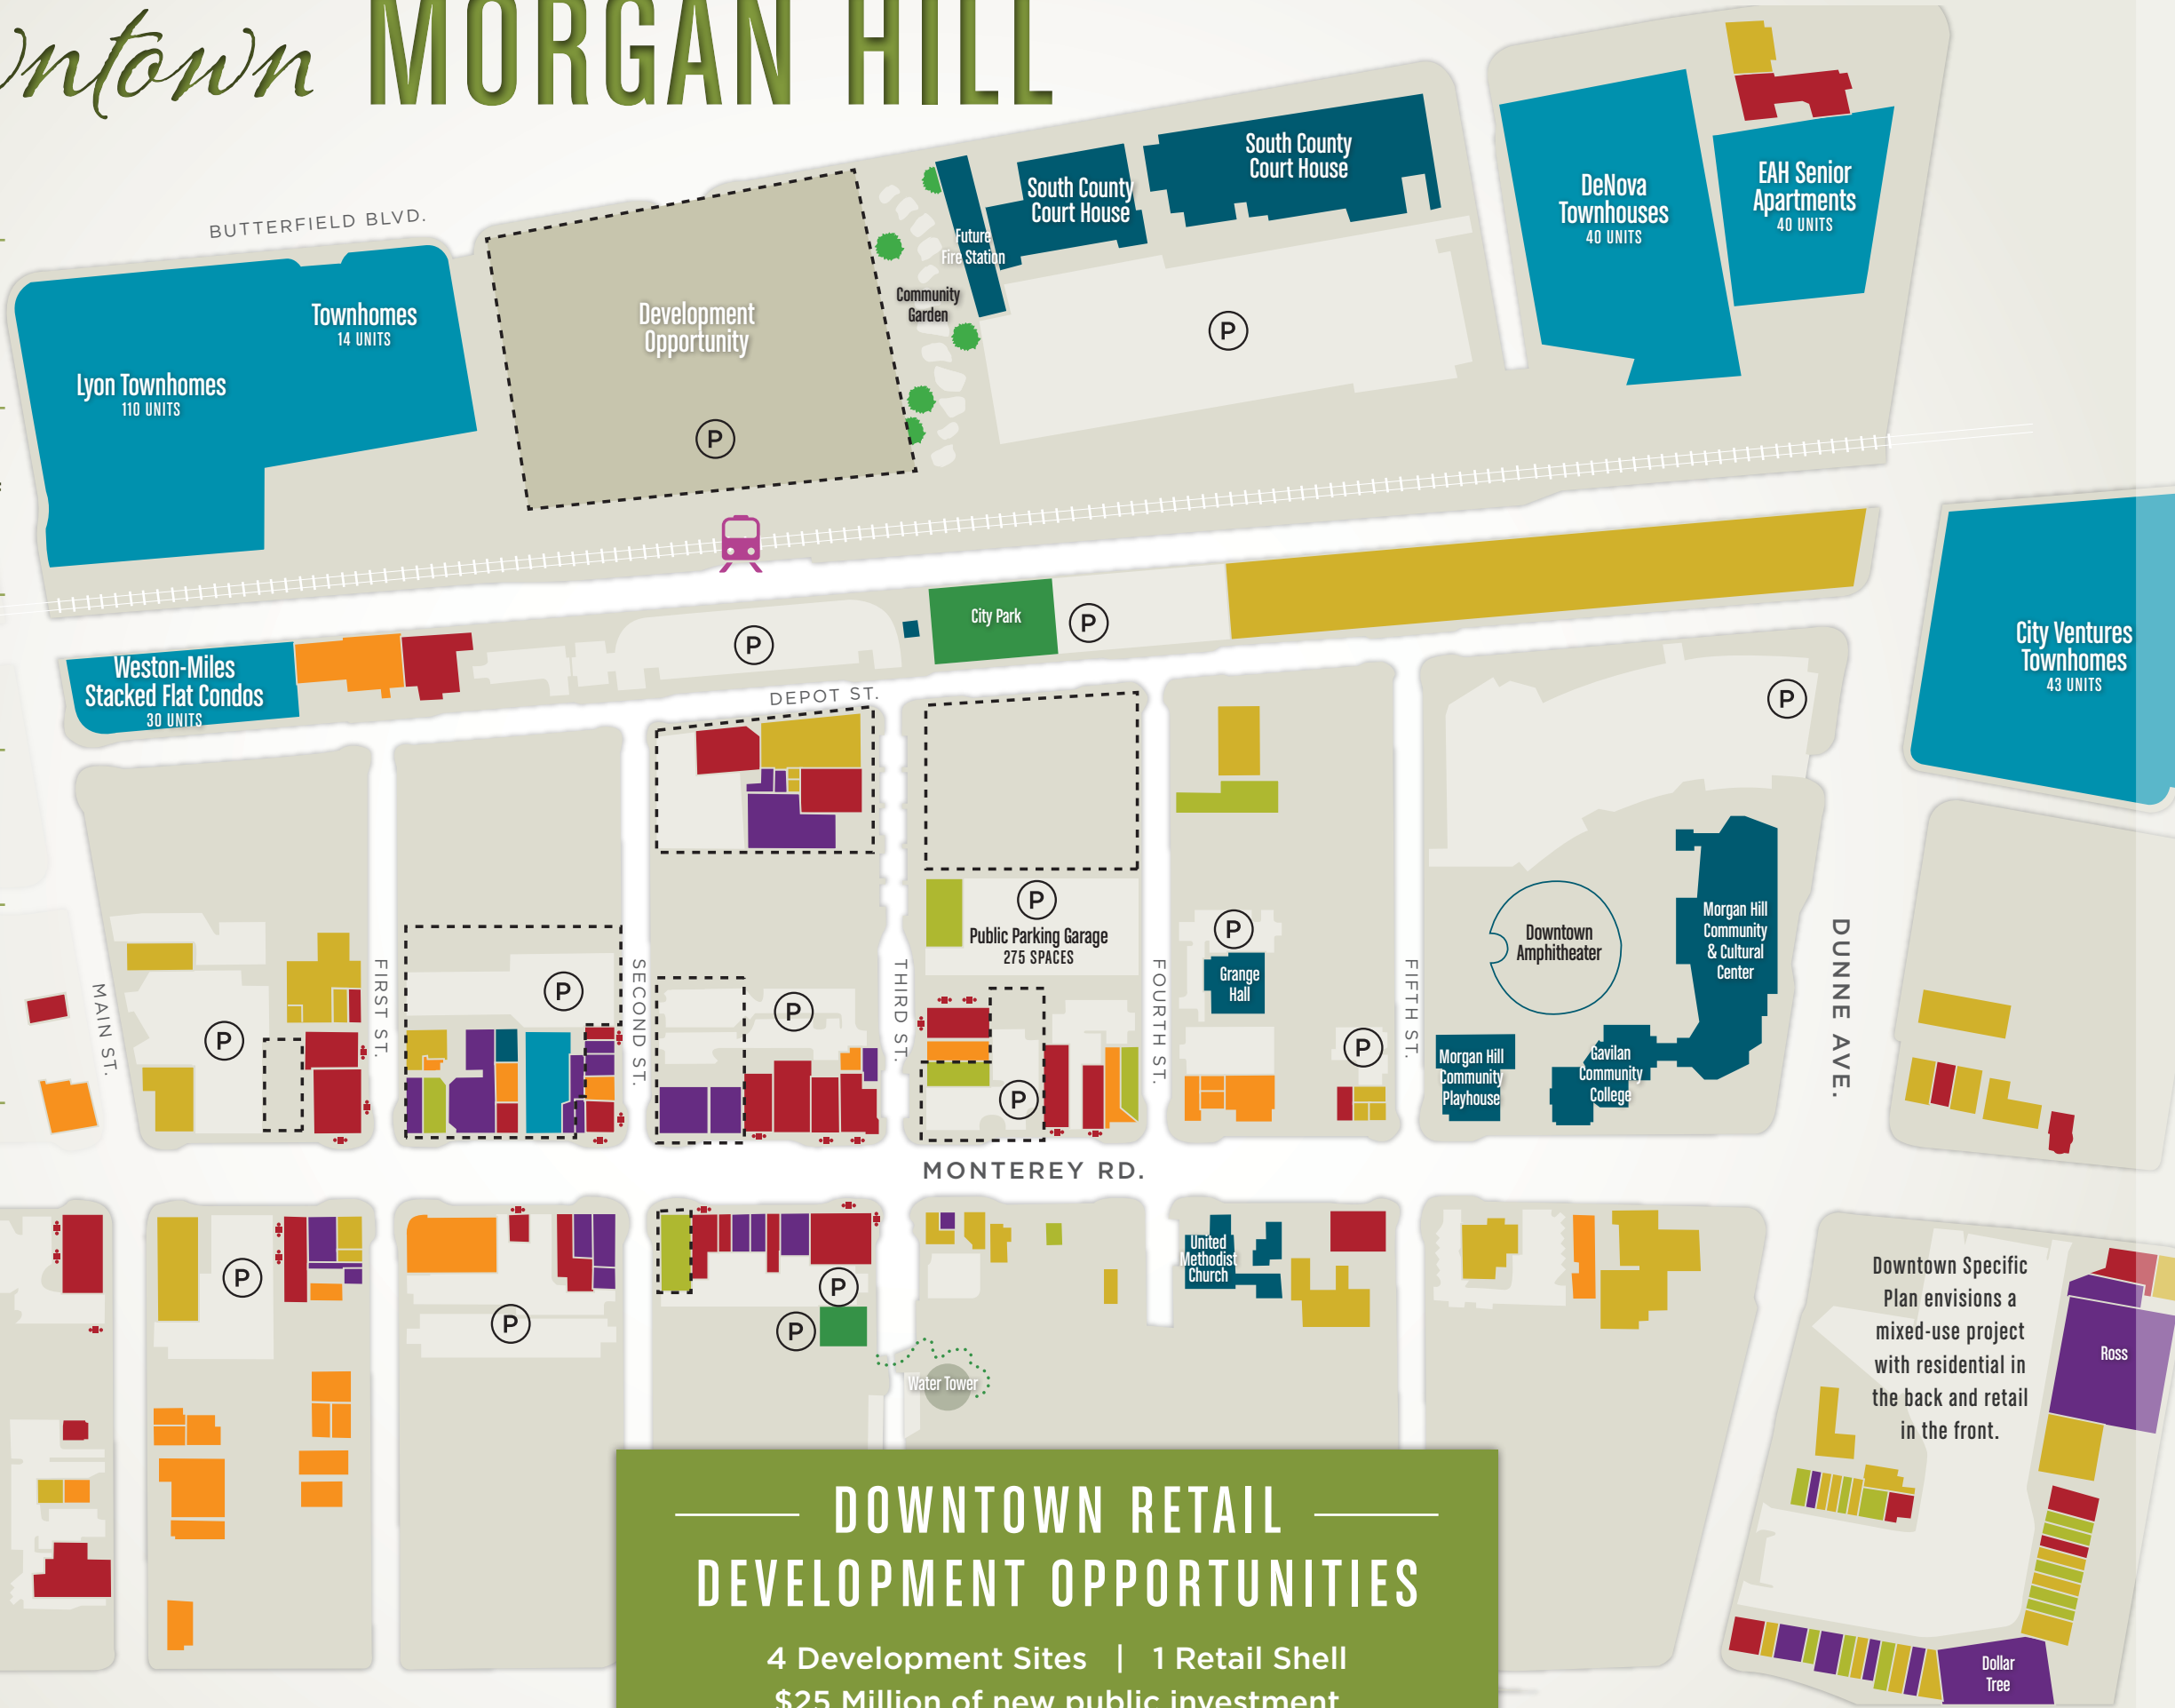 MORGAN HILL
BUTTERFIELD BLVD.
Lyon Townhomes
110 UNITS
Townhomes
14 UNITS
Development
Opportunity
P
Community
Garden
Future
Fire Station
South County
Court House
South County
Court House
P
DeNova
Townhouses
40 UNITS
EAH Senior
Apartments
40 UNITS
Weston-Miles
Stacked Flat Condos
30 UNITS
P
City Park
P
DEPOT ST.
City Ventures
Townhomes
43 UNITS
P
MAIN ST.
P
FIRST ST.
P
SECOND ST.
P
THIRD ST.
P
Public Parking Garage
275 SPACES
P
FOURTH ST.
P
Grange
Hall
P
FIFTH ST.
Downtown
Amphitheater
Morgan Hill
Community
& Cultural
Center
Morgan Hill
Community
Playhouse
Gavilan
Community
College
DUNNE AVE.
MONTEREY RD.
P
P
P
P
Water Tower
United
Methodist
Church
Downtown Specific
Plan envisions a
mixed-use project
with residential in
the back and retail
in the front.
Ross
Dollar
Tree
DOWNTOWN RETAIL
DEVELOPMENT OPPORTUNITIES
4 Development Sites | 1 Retail Shell
$25 Million of new public investment